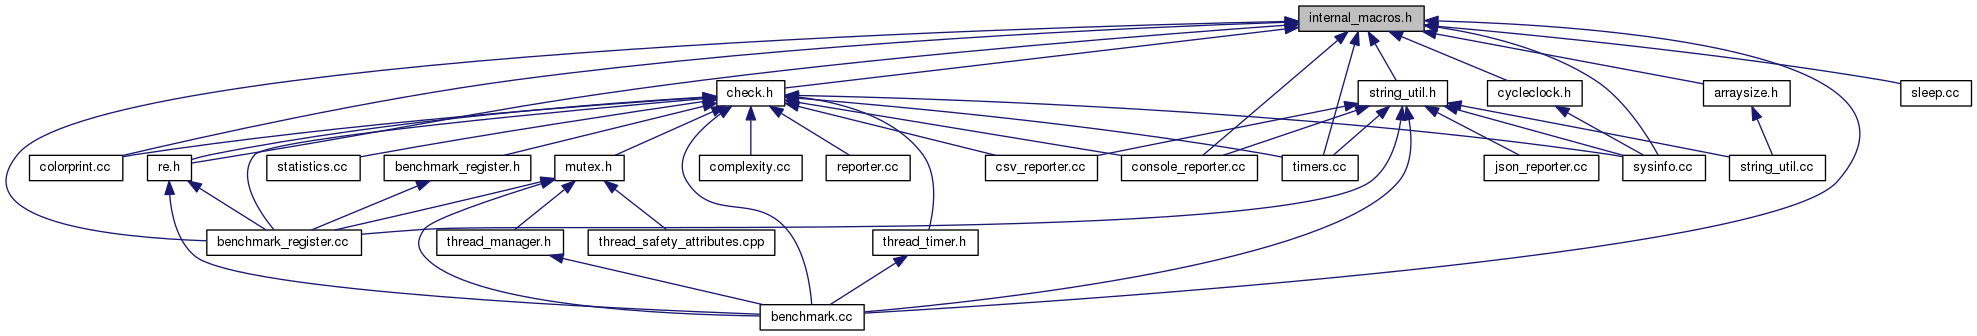 internal_macros.h
check.h
string_util.h
cycleclock.h
arraysize.h
sleep.cc
colorprint.cc
re.h
statistics.cc
benchmark_register.h
mutex.h
complexity.cc
reporter.cc
csv_reporter.cc
console_reporter.cc
timers.cc
json_reporter.cc
sysinfo.cc
string_util.cc
benchmark_register.cc
thread_manager.h
thread_safety_attributes.cpp
thread_timer.h
benchmark.cc